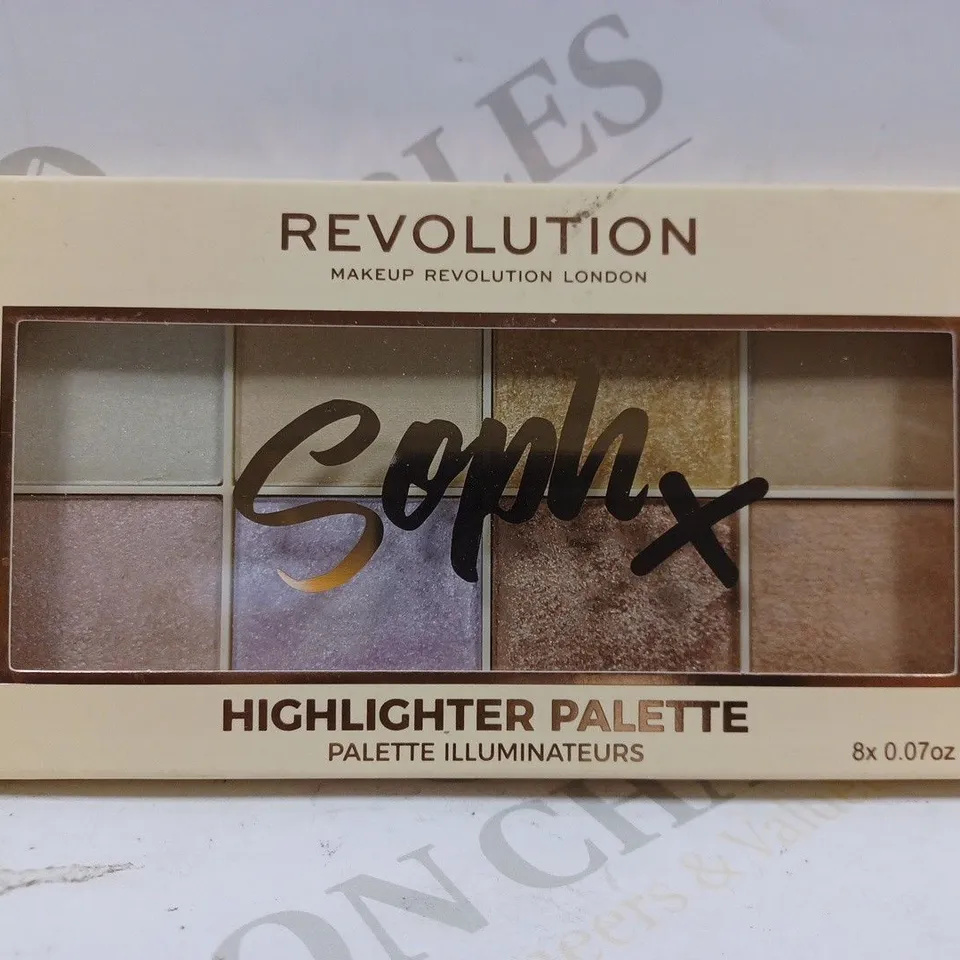 REVOLUTION
MAKEUP REVOLUTION LONDON
Soph x
HIGHLIGHTER PALETTE
PALETTE ILLUMINATEURS
8x 0.07oz